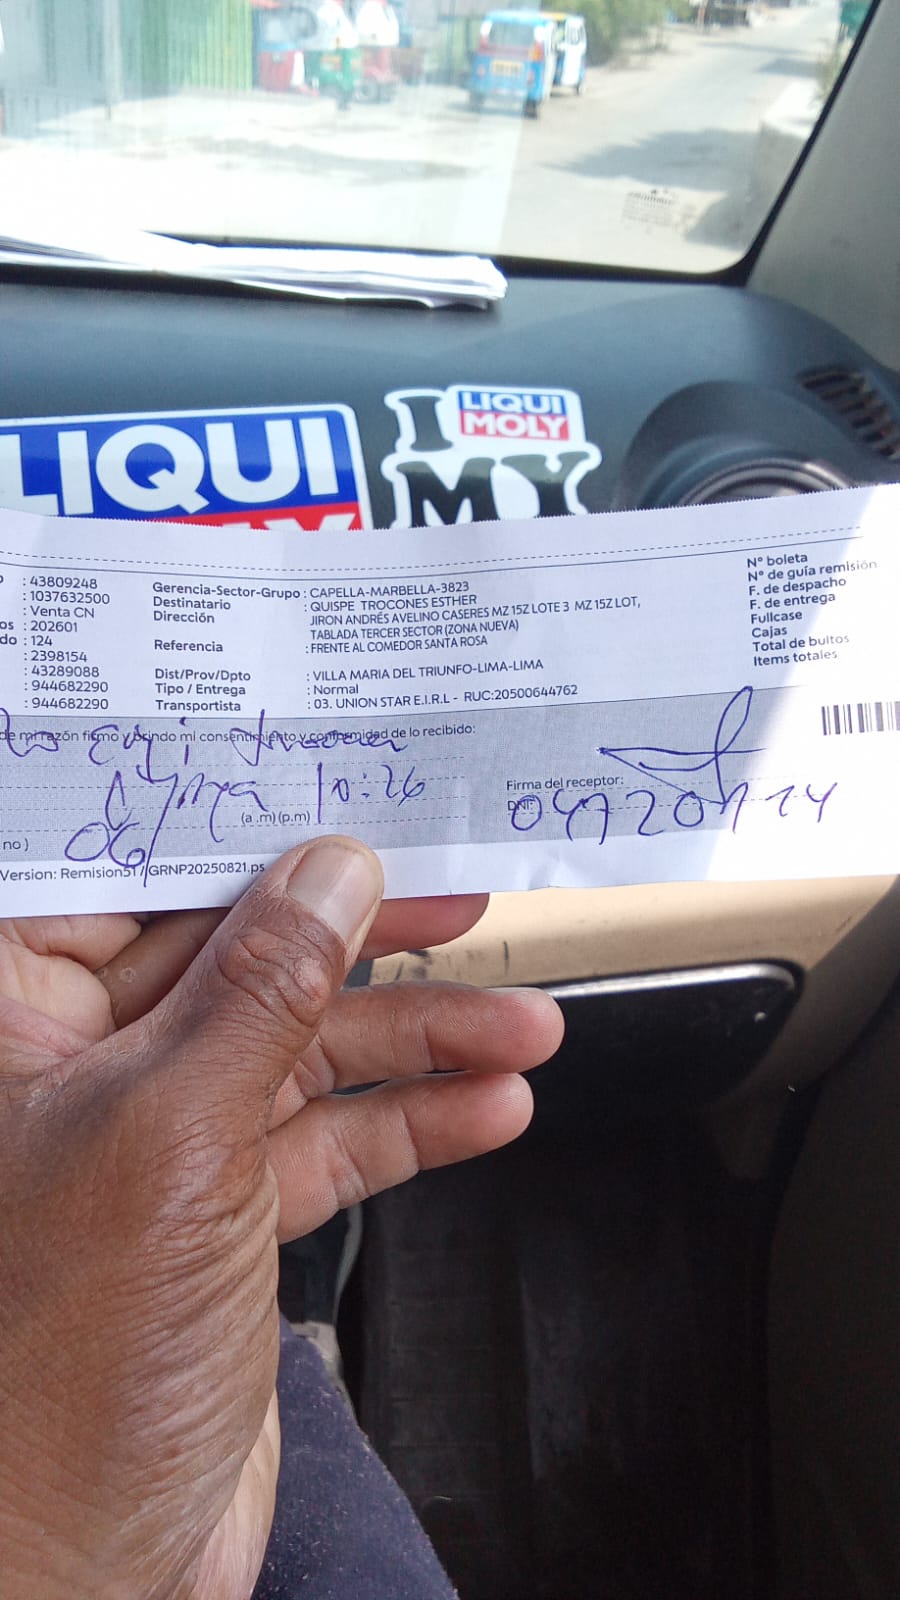 LIQUI
I
LIQUI
MOLY
MY
: 43809248
: 1037632500
: Venta CN
os : 202601
do : 124
: 2398154
: 43289088
: 944682290
: 944682290
Gerencia-Sector-Grupo : CAPELLA-MARBELLA-3823
Destinatario : QUISPE TROCONES ESTHER
Dirección JIRON ANDRÉS AVELINO CASERES MZ 15Z LOTE 3 MZ 15Z LOT,
TABLADA TERCER SECTOR (ZONA NUEVA)
Referencia : FRENTE AL COMEDOR SANTA ROSA
Dist/Prov/Dpto : VILLA MARIA DEL TRIUNFO-LIMA-LIMA
Tipo / Entrega : Normal
Transportista : 03. UNION STAR E.I.R.L - RUC:20500644762
N° boleta
N° de guía remisión
F. de despacho
F. de entrega
Fullcase
Cajas
Total de bultos
Items totales
de mi razón firmo y brindo mi consentimiento y conformidad de lo recibido:
10:26
(a.m)(p.m)
06/
Firma del receptor:
DNI:
no)
Version: Remision51 / GRNP20250821.ps